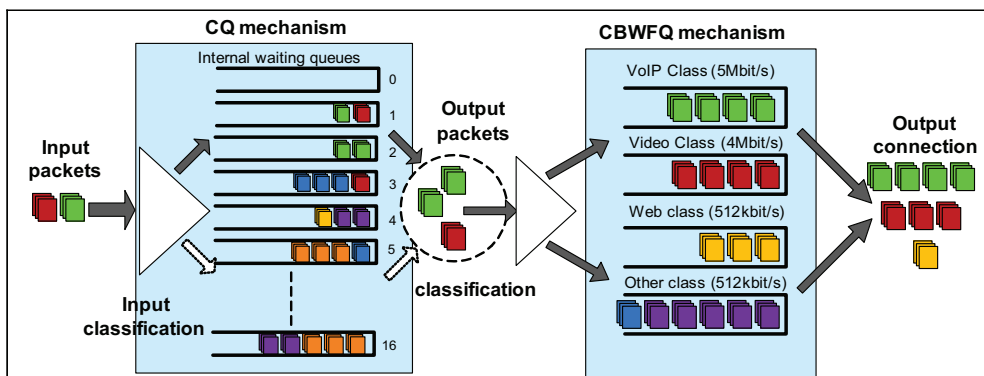 CQ mechanism
Internal waiting queues
0
1
2
3
4
5
16
Input
packets
Input
classification
Output
packets
classification
CBWFQ mechanism
VoIP Class (5Mbit/s)
Video Class (4Mbit/s)
Web class (512kbit/s)
Other class (512kbit/s)
Output
connection